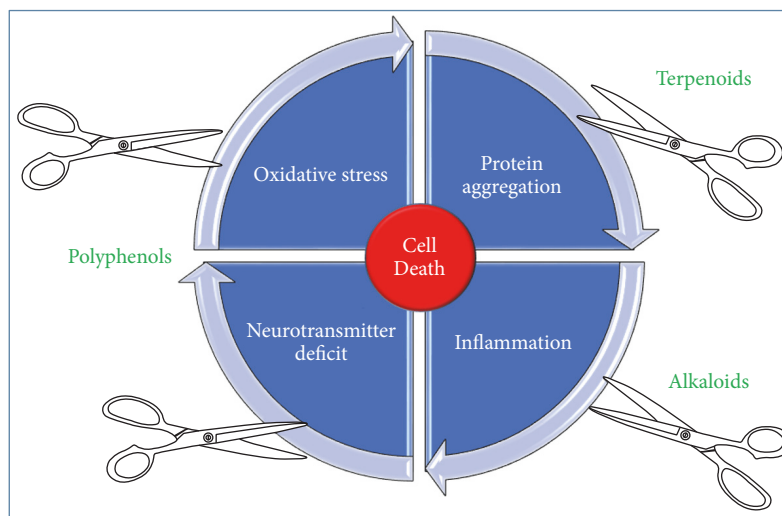 Terpenoids
Oxidative stress
Protein
aggregation
Polyphenols
Cell
Death
Neurotransmitter
deficit
Inflammation
Alkaloids